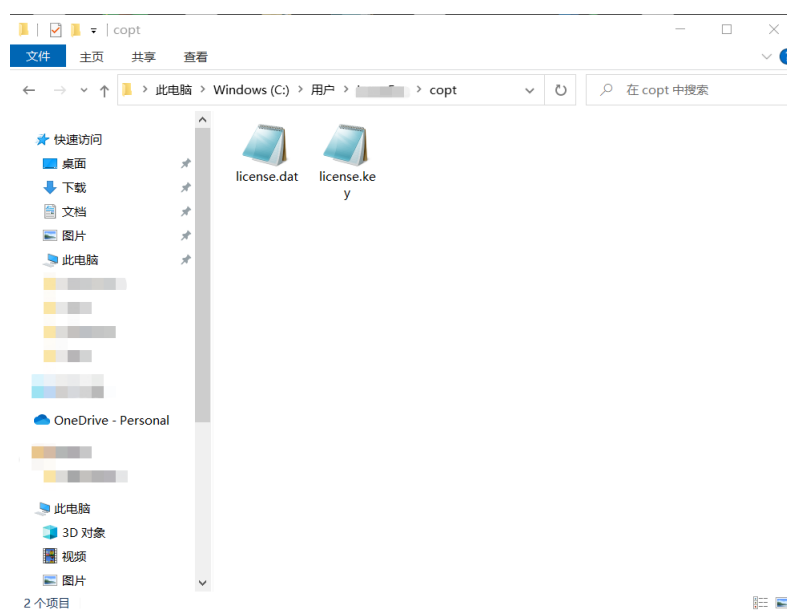 copt
文件 主页 共享 查看
此电脑 Windows (C:) 用户 copt
在 copt 中搜索
快速访问
桌面
下载
文档
图片
此电脑
OneDrive - Personal
此电脑
3D 对象
视频
图片
license.dat
license.ke
y
2 个项目